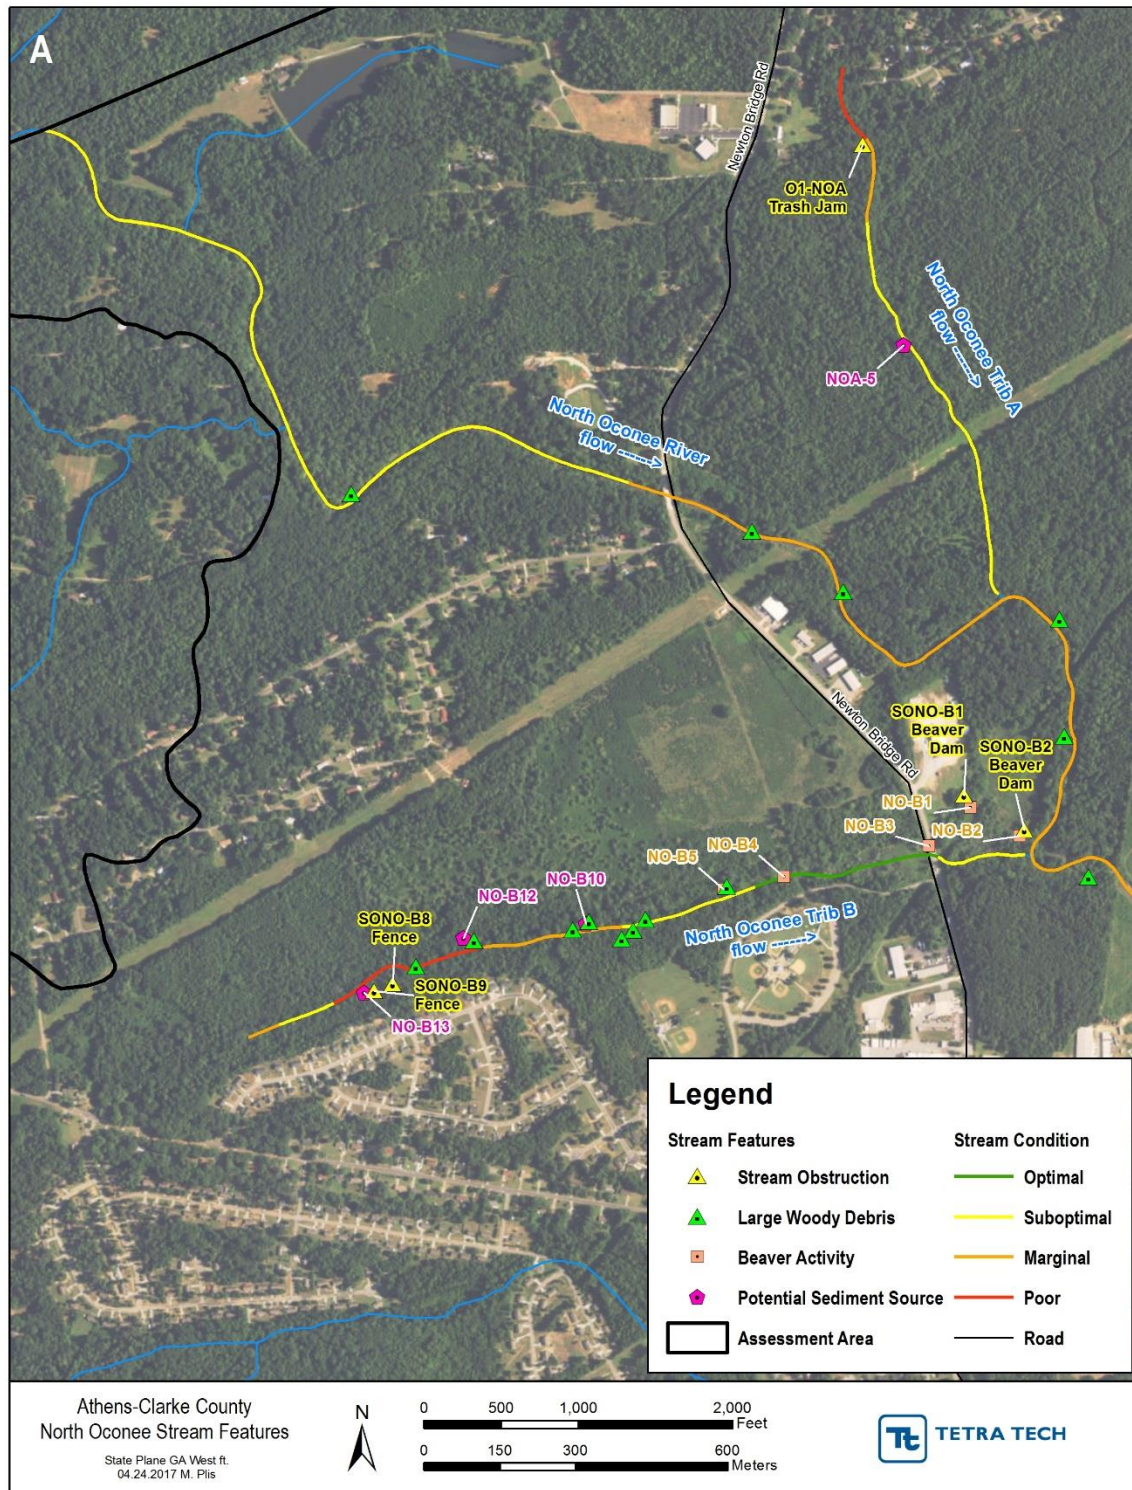 A
Newton Bridge Rd
O1-NOA
Trash Jam
North Oconee Trib A
flow ------>
NOA-5
North Oconee River
flow ------>
Newton Bridge Rd
SONO-B1
Beaver
Dam
SONO-B2
Beaver
Dam
NO-B1
NO-B2
NO-B3
NO-B4
NO-B5
NO-B10
NO-B12
North Oconee Trib B
flow ------>
SONO-B8
Fence
SONO-B9
Fence
NO-B13
Legend
Stream Features
Stream Obstruction
Large Woody Debris
Beaver Activity
Potential Sediment Source
Assessment Area
Stream Condition
Optimal
Suboptimal
Marginal
Poor
Road
Athens-Clarke County
North Oconee Stream Features
State Plane GA West ft.
04.24.2017 M. Plis
N
0 500 1,000 2,000
Feet
0 150 300 600
Meters
Tt TETRA TECH